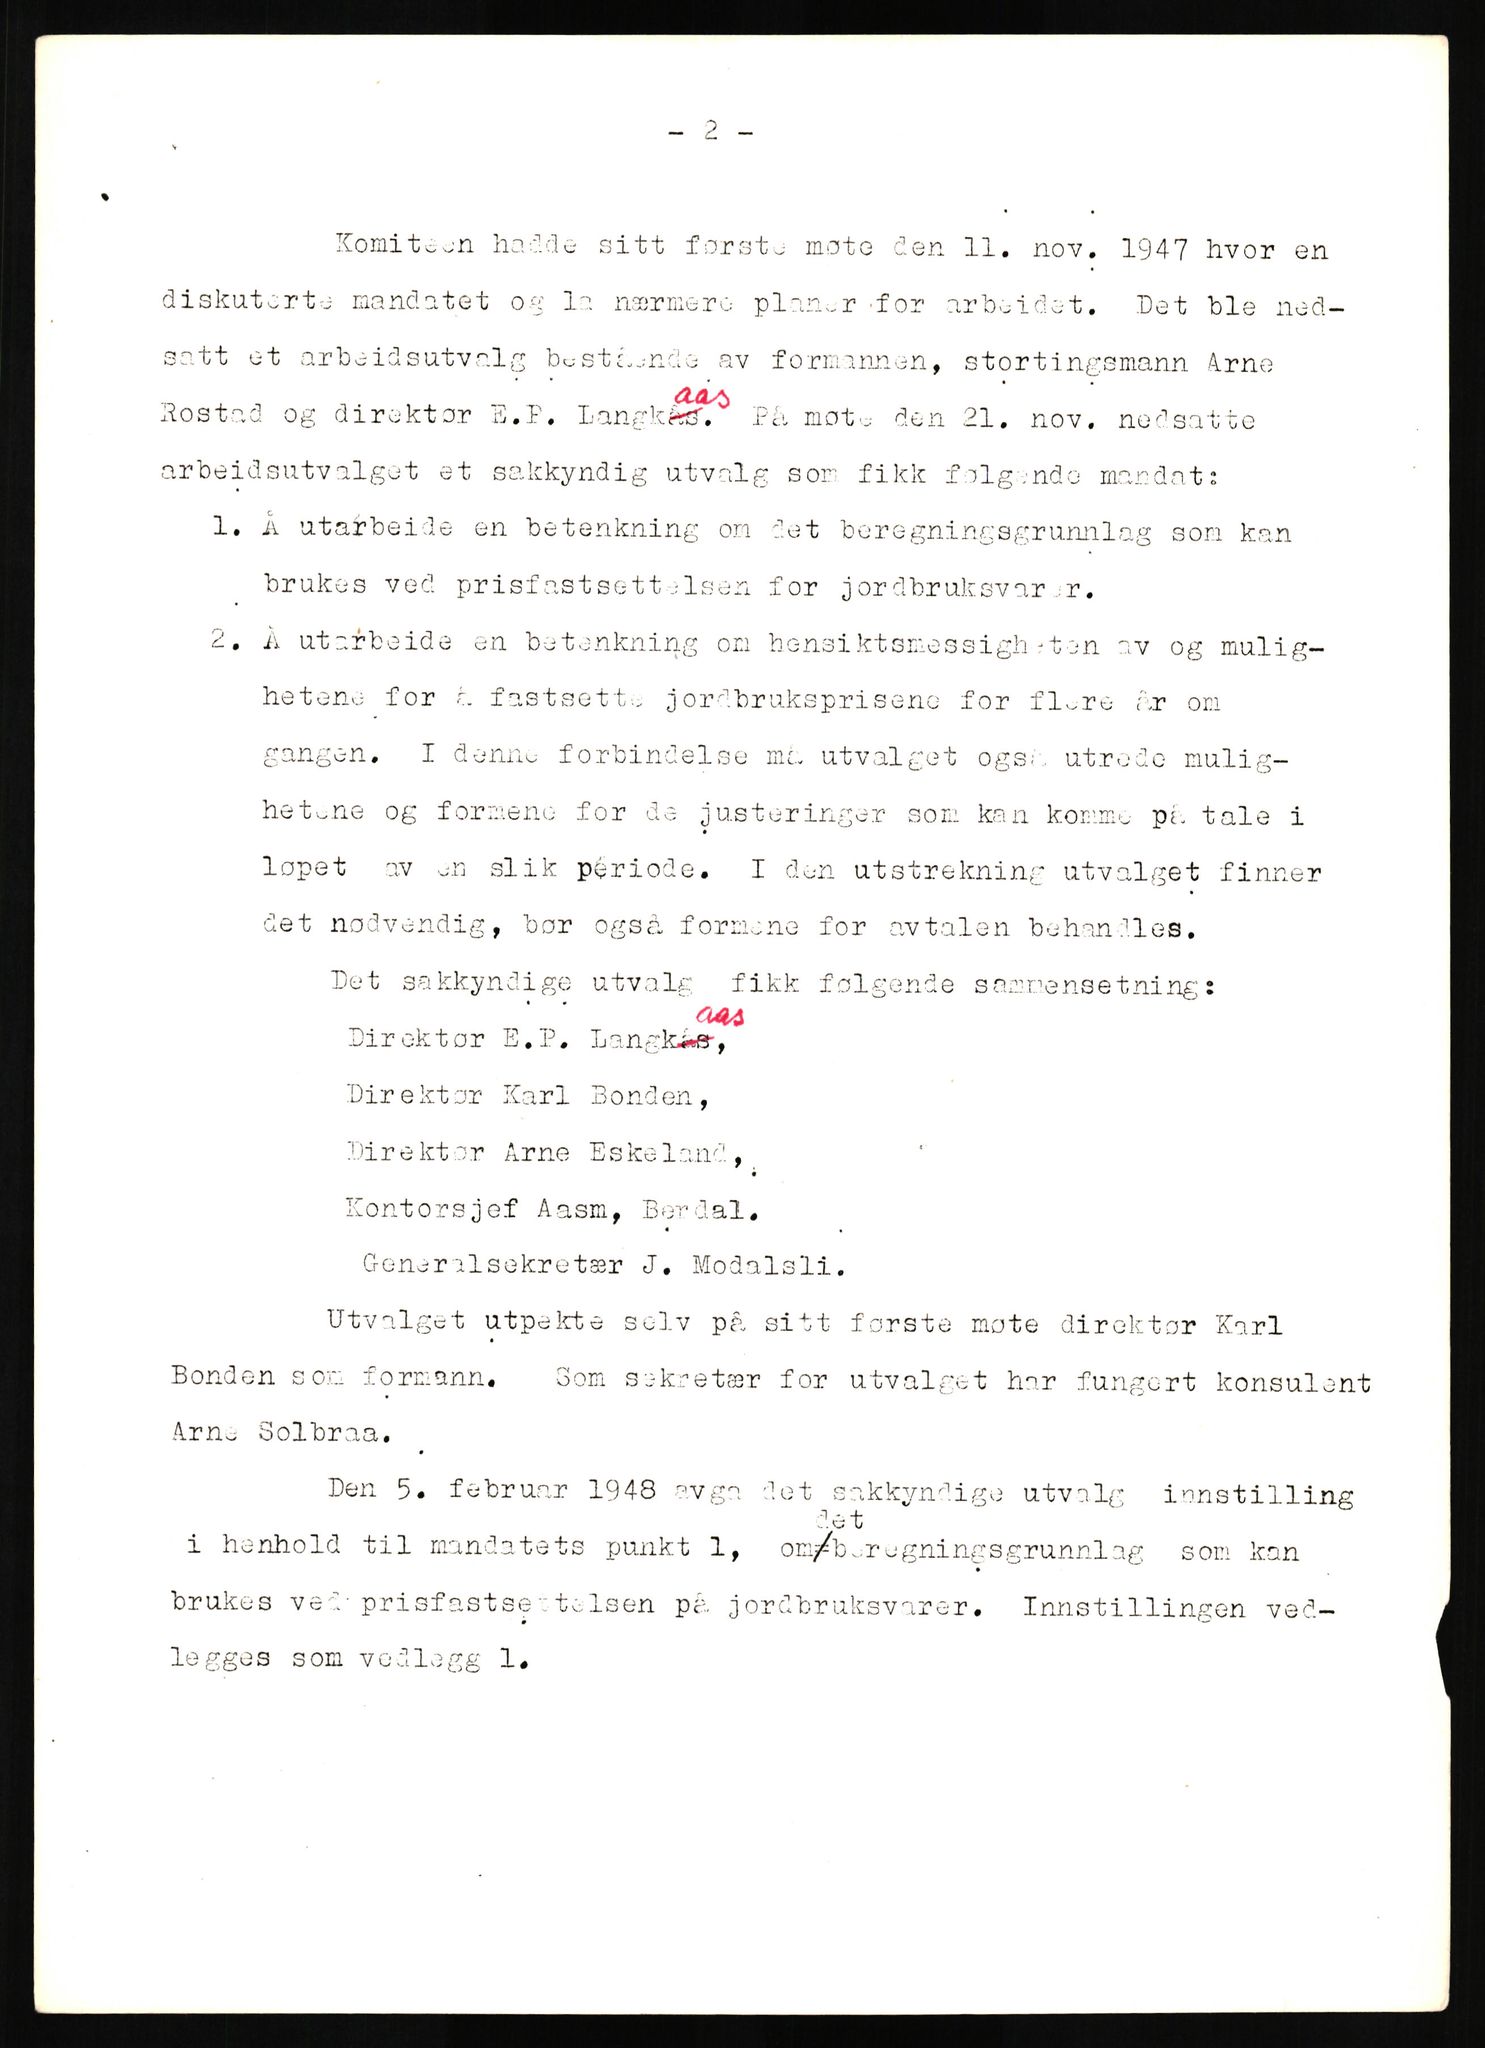 - 2 -
Komiteen hadde sitt første møte den 11. nov. 1947 hvor en
diskuterte mandatet og la nærmere planer for arbeidet. Det ble ned-
satt et arbeidsutvalg bestående av formannen, stortingsmann Arne
aas
Rostad og direktør E.P. Langkås. På møte den 21. nov. nedsatte
arbeidsutvalget et sakkyndig utvalg som fikk følgende mandat:
1. Å utarbeide en betenkning om det beregningsgrunnlag som kan
brukes ved prisfastsettelsen for jordbruksvarer.
2. Å utarbeide en betenkning om hensiktsmessigheten av og mulig-
hetene for å fastsette jordbruksprisene for flere år om
gangen. I denne forbindelse må utvalget også utrede mulig-
hetene og formene for de justeringer som kan komme på tale i
løpet av en slik periode. I den utstrekning utvalget finner
det nødvendig, bør også formene for avtalen behandles.
Det sakkyndige utvalg fikk følgende sammensetning:
aas
Direktør E.P. Langkås,
Direktør Karl Bonden,
Direktør Arne Eskeland,
Kontorsjef Aasm, Berdal.
Generalsekretær J. Modalsli.
Utvalget utpekte selv på sitt første møte direktør Karl
Bonden som formann. Som sekretær for utvalget har fungert konsulent
Arne Solbraa.
Den 5. februar 1948 avga det sakkyndige utvalg innstilling
det
i henhold til mandatets punkt 1, om/beregningsgrunnlag som kan
brukes ved prisfastsettelsen på jordbruksvarer. Innstillingen ved-
legges som vedlegg 1.